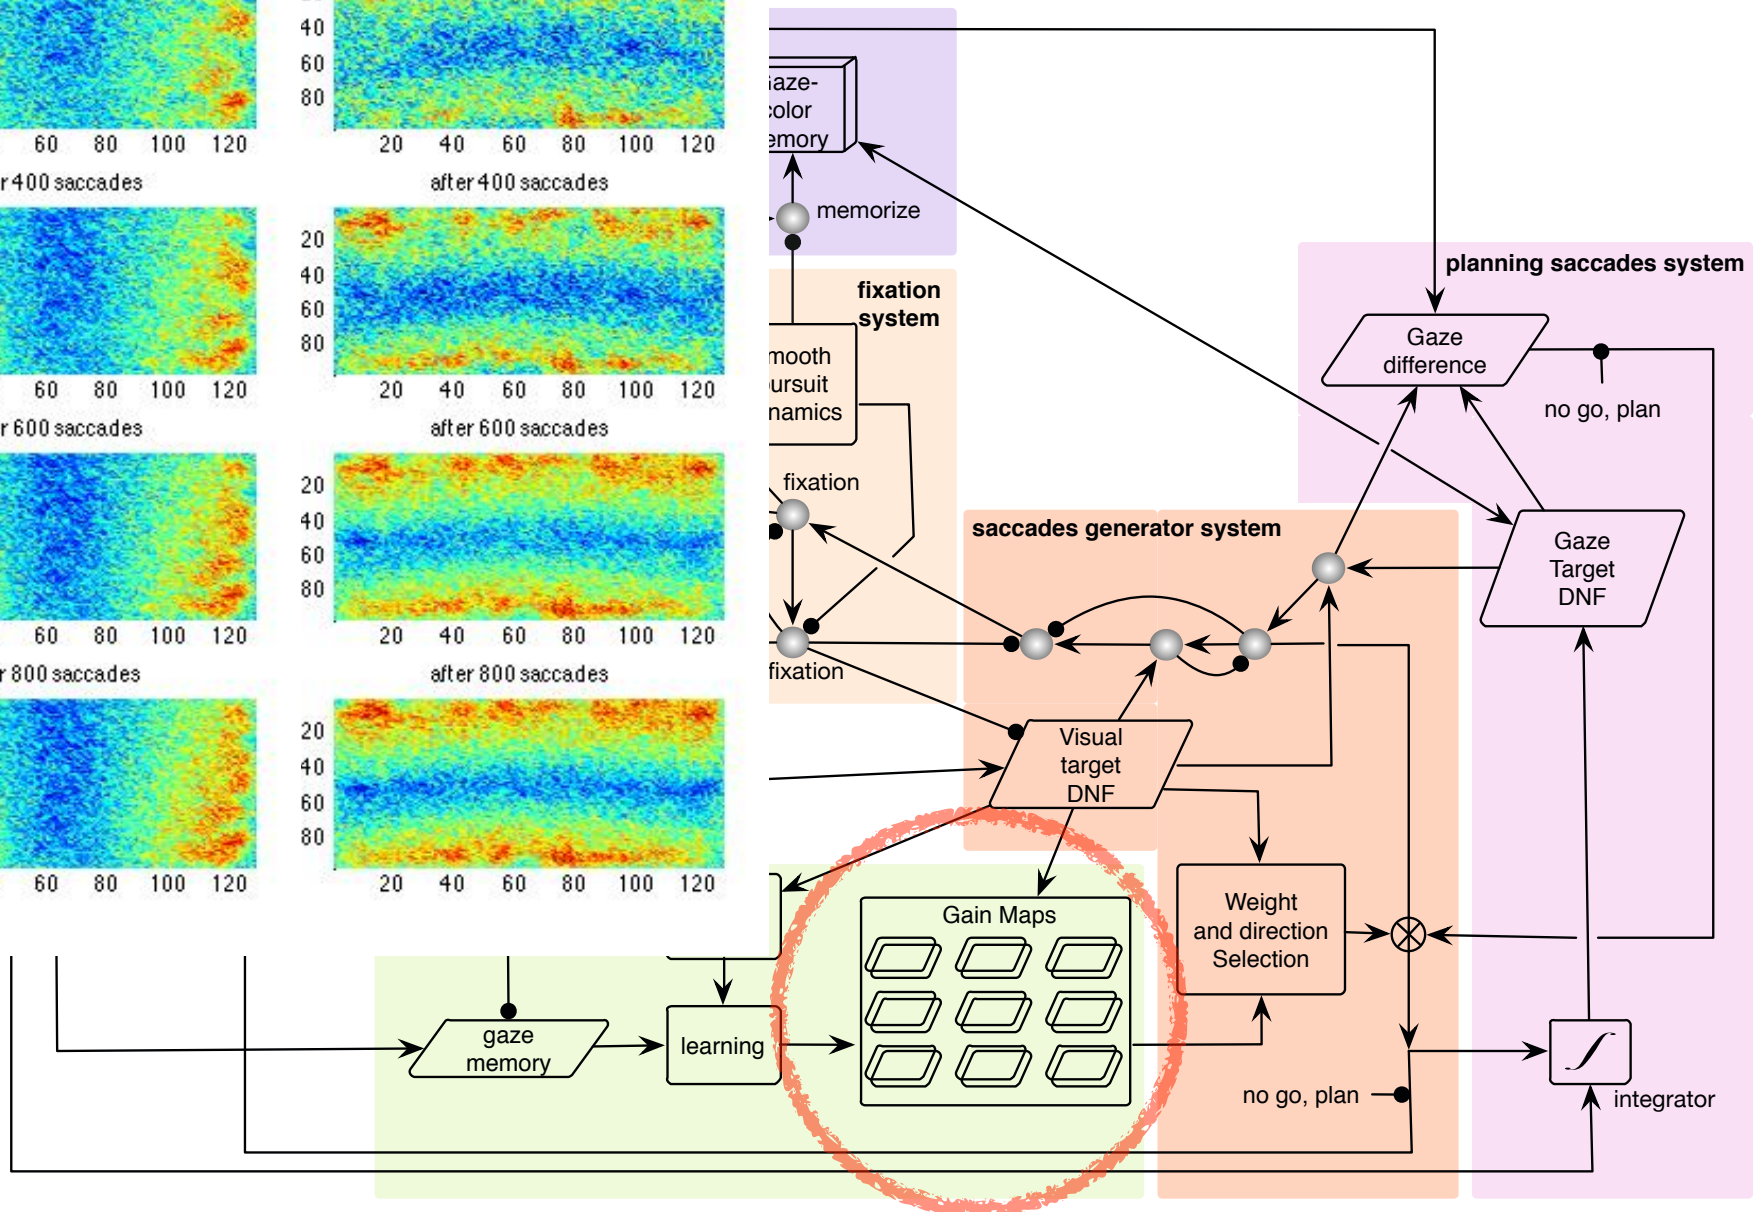 40
60
80
60 80 100 120
20 40 60 80 100 120
r 400 saccades
after 400 saccades
20
40
60
80
60 80 100 120
20 40 60 80 100 120
r 600 saccades
after 600 saccades
20
40
60
80
60 80 100 120
20 40 60 80 100 120
r 800 saccades
after 800 saccades
20
40
60
80
60 80 100 120
20 40 60 80 100 120
aze-
color
emory
memorize
fixation
system
mooth
ursuit
namics
fixation
fixation
planning saccades system
Gaze
difference
no go, plan
Gaze
Target
DNF
saccades generator system
Visual
target
DNF
Weight
and direction
Selection
Gain Maps
gaze
memory
learning
no go, plan
∫
integrator